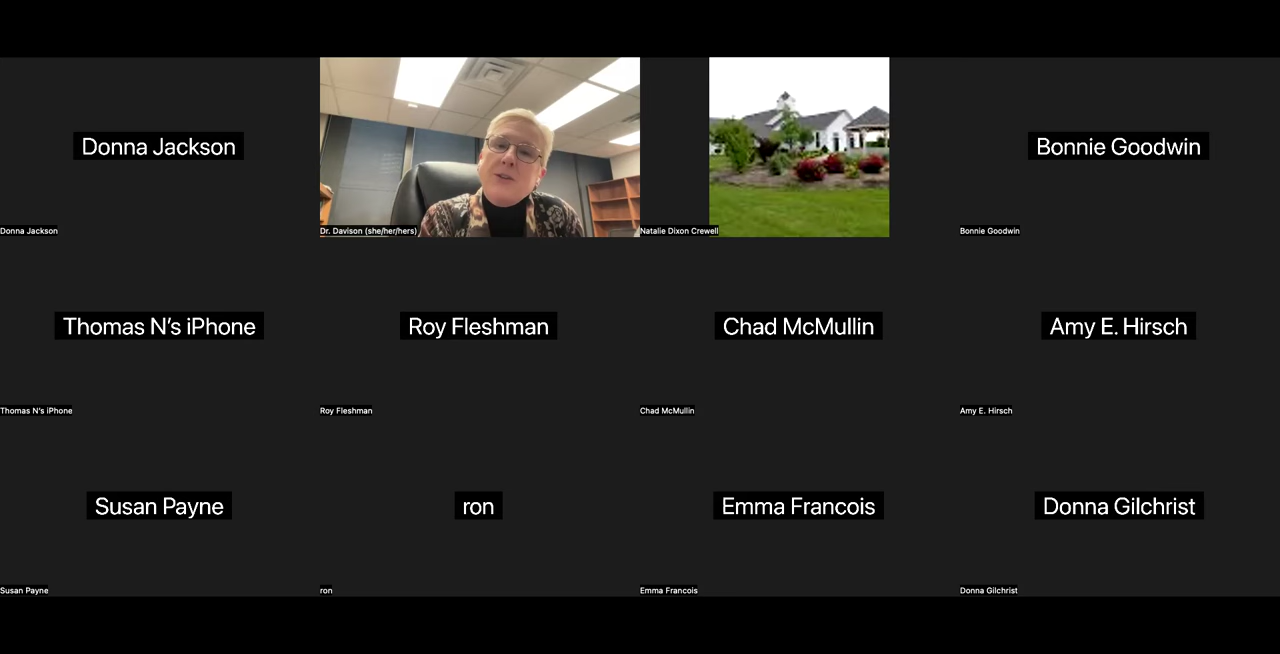 Donna Jackson
Bonnie Goodwin
Donna Jackson
Dr. Davison (she/her/hers)
Natalie Dixon Crewell
Bonnie Goodwin
Thomas N's iPhone
Roy Fleshman
Chad McMullin
Amy E. Hirsch
Thomas N's iPhone
Roy Fleshman
Chad McMullin
Amy E. Hirsch
Susan Payne
ron
Emma Francois
Donna Gilchrist
Susan Payne
ron
Emma Francois
Donna Gilchrist